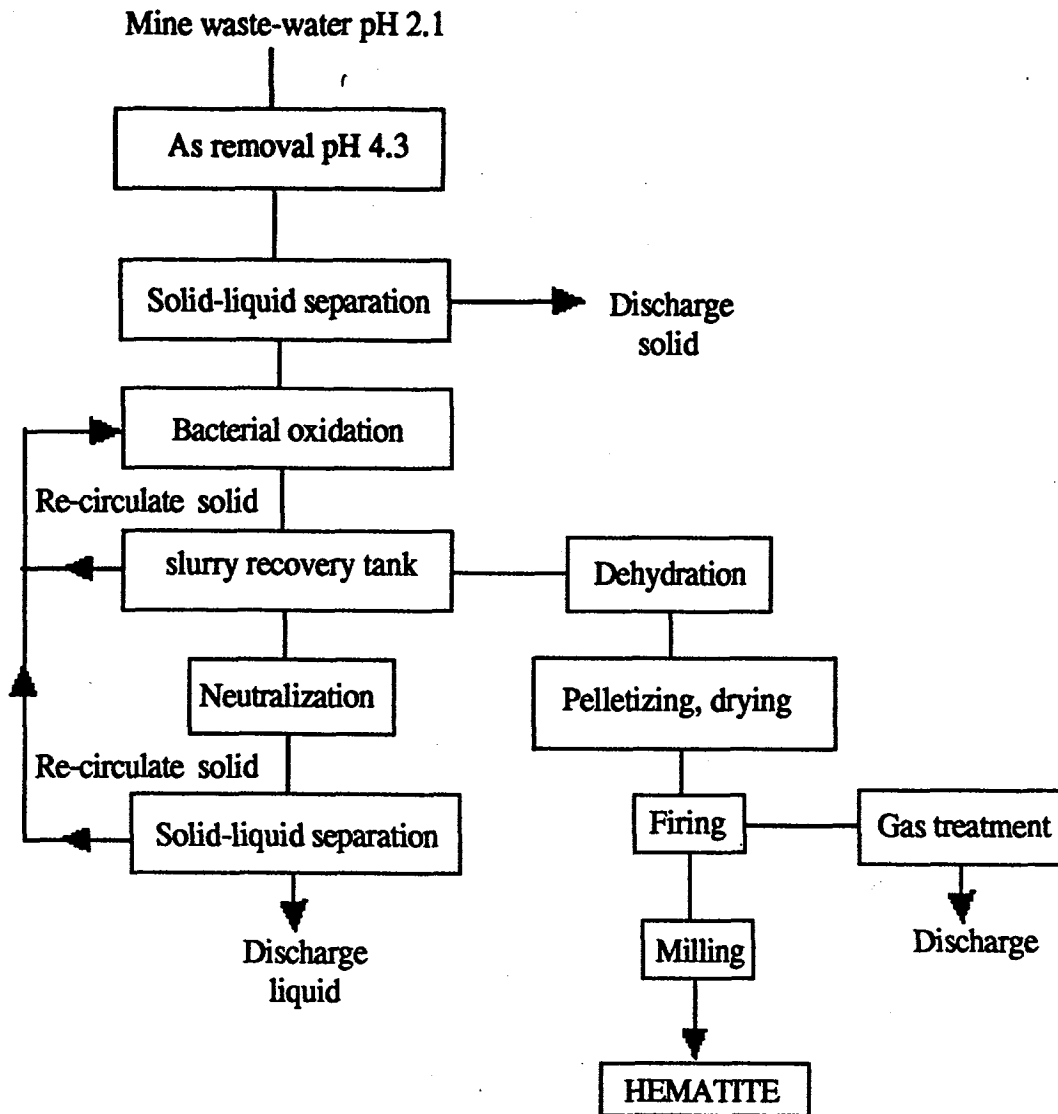 Mine waste-water pH 2.1
As removal pH 4.3
Solid-liquid separation
Discharge
solid
Bacterial oxidation
Re-circulate solid
slurry recovery tank
Dehydration
Neutralization
Pelletizing, drying
Re-circulate solid
Solid-liquid separation
Firing
Gas treatment
Discharge
liquid
Milling
Discharge
HEMATITE